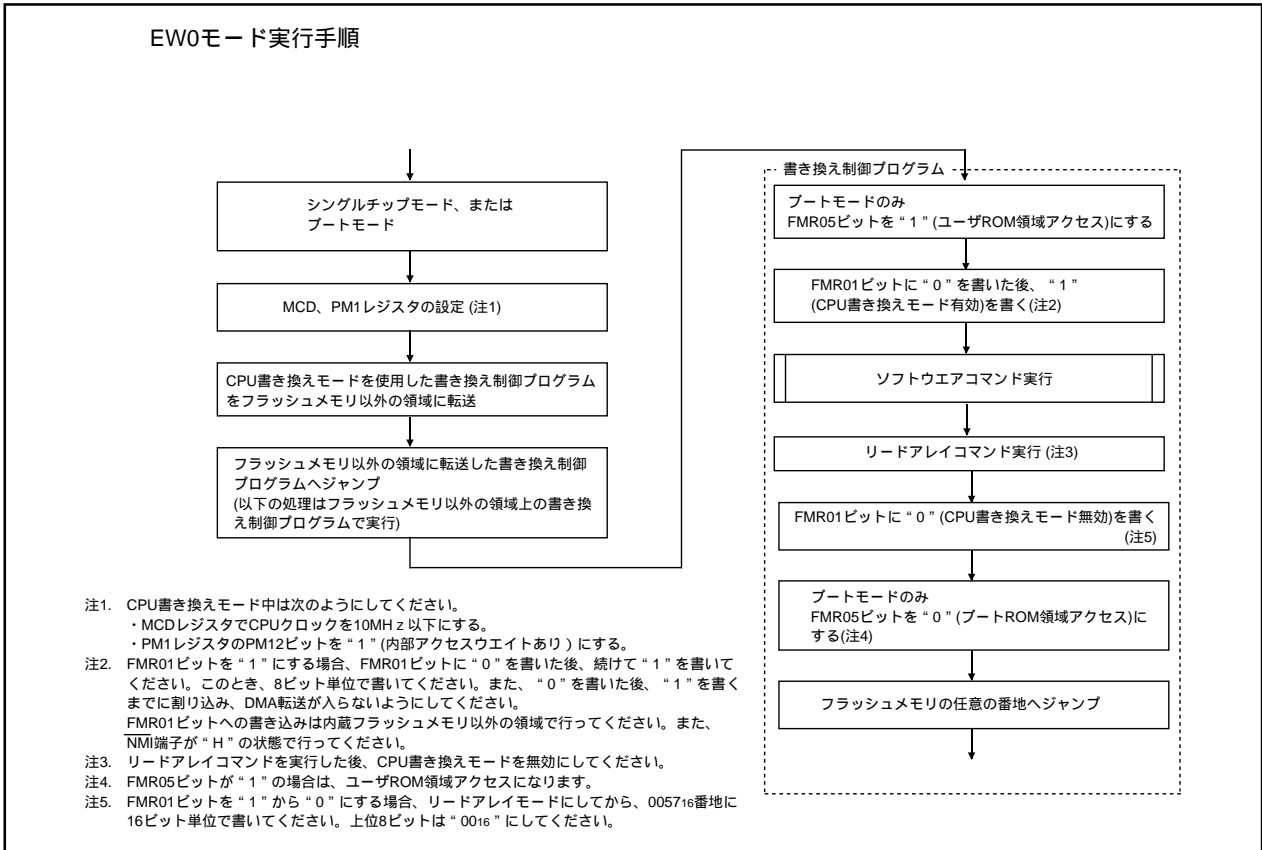 EW0モード実行手順
シングルチップモード、または
ブートモード
MCD、PM1レジスタの設定 (注1)
CPU書き換えモードを使用した書き換え制御プログラム
をフラッシュメモリ以外の領域に転送
フラッシュメモリ以外の領域に転送した書き換え制御
プログラムへジャンプ
(以下の処理はフラッシュメモリ以外の領域上の書き換
え制御プログラムで実行)
書き換え制御プログラム
ブートモードのみ
FMR05ビットを“1”(ユーザROM領域アクセス)にする
FMR01ビットに“0”を書いた後、“1”
(CPU書き換えモード有効)を書く(注2)
ソフトウエアコマンド実行
リードアレイコマンド実行 (注3)
FMR01ビットに“0”(CPU書き換えモード無効)を書く
(注5)
ブートモードのみ
FMR05ビットを“0”(ブートROM領域アクセス)に
する(注4)
フラッシュメモリの任意の番地へジャンプ
注1. CPU書き換えモード中は次のようにしてください。
・MCDレジスタでCPUクロックを10MHz以下にする。
・PM1レジスタのPM12ビットを“1”(内部アクセスウエイトあり)にする。
注2. FMR01ビットを“1”にする場合、FMR01ビットに“0”を書いた後、続けて“1”を書いて
ください。このとき、8ビット単位で書いてください。また、“0”を書いた後、“1”を書く
までに割り込み、DMA転送が入らないようにしてください。
FMR01ビットへの書き込みは内蔵フラッシュメモリ以外の領域で行ってください。また、
NMI端子が“H”の状態で行ってください。
注3. リードアレイコマンドを実行した後、CPU書き換えモードを無効にしてください。
注4. FMR05ビットが“1”の場合は、ユーザROM領域アクセスになります。
注5. FMR01ビットを“1”から“0”にする場合、リードアレイモードにしてから、005716番地に
16ビット単位で書いてください。上位8ビットは“0016”にしてください。